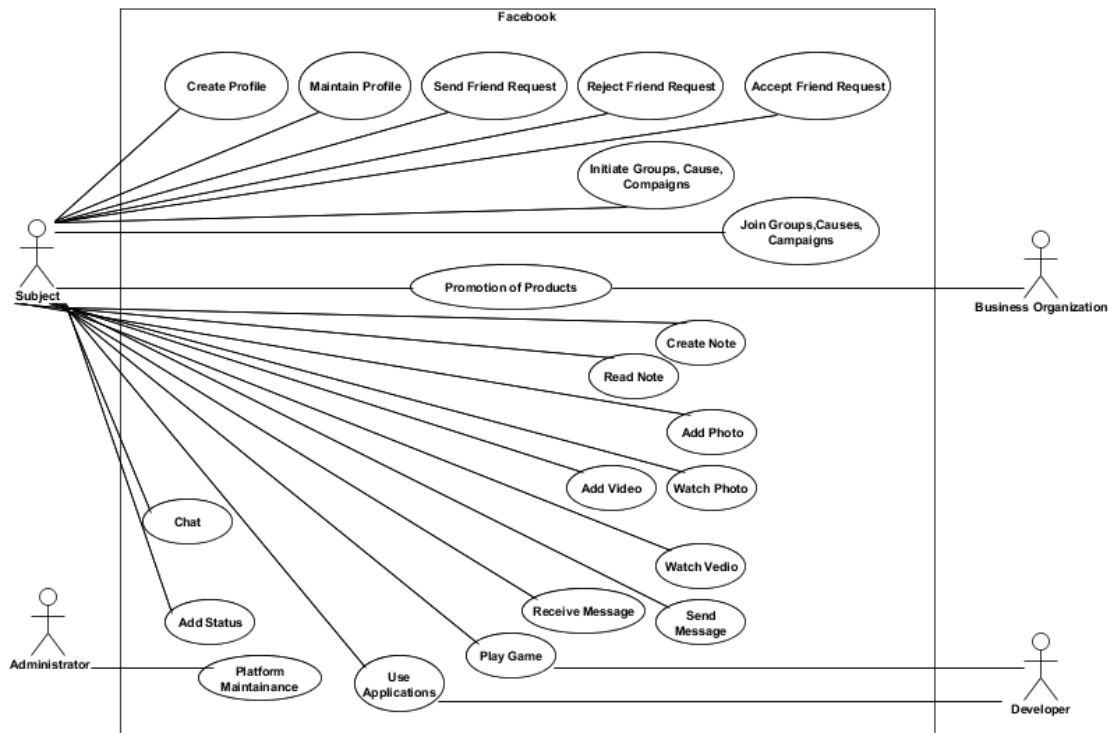 Facebook
Create Profile
Maintain Profile
Send Friend Request
Reject Friend Request
Accept Friend Request
Initiate Groups, Cause,
Compaigns
Join Groups,Causes,
Campaigns
Subject
Promotion of Products
Business Organization
Create Note
Read Note
Add Photo
Add Video
Watch Photo
Chat
Watch Vedio
Receive Message
Send
Message
Add Status
Play Game
Administrator
Platform
Maintainance
Use
Applications
Developer